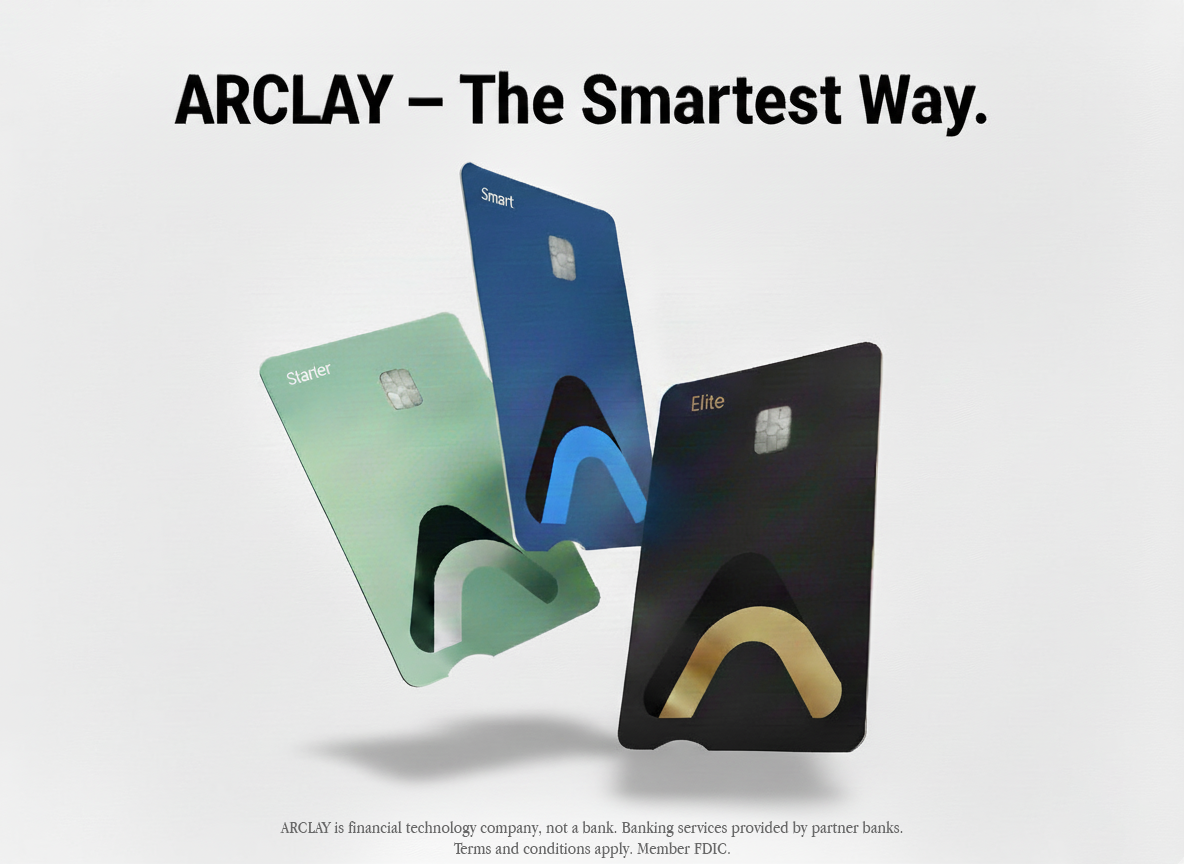 ARCLAY – The Smartest Way.
Smart
Starler
Elite
ARCLAY is financial technology company, not a bank. Banking services provided by partner banks.
Terms and conditions apply. Member FDIC.